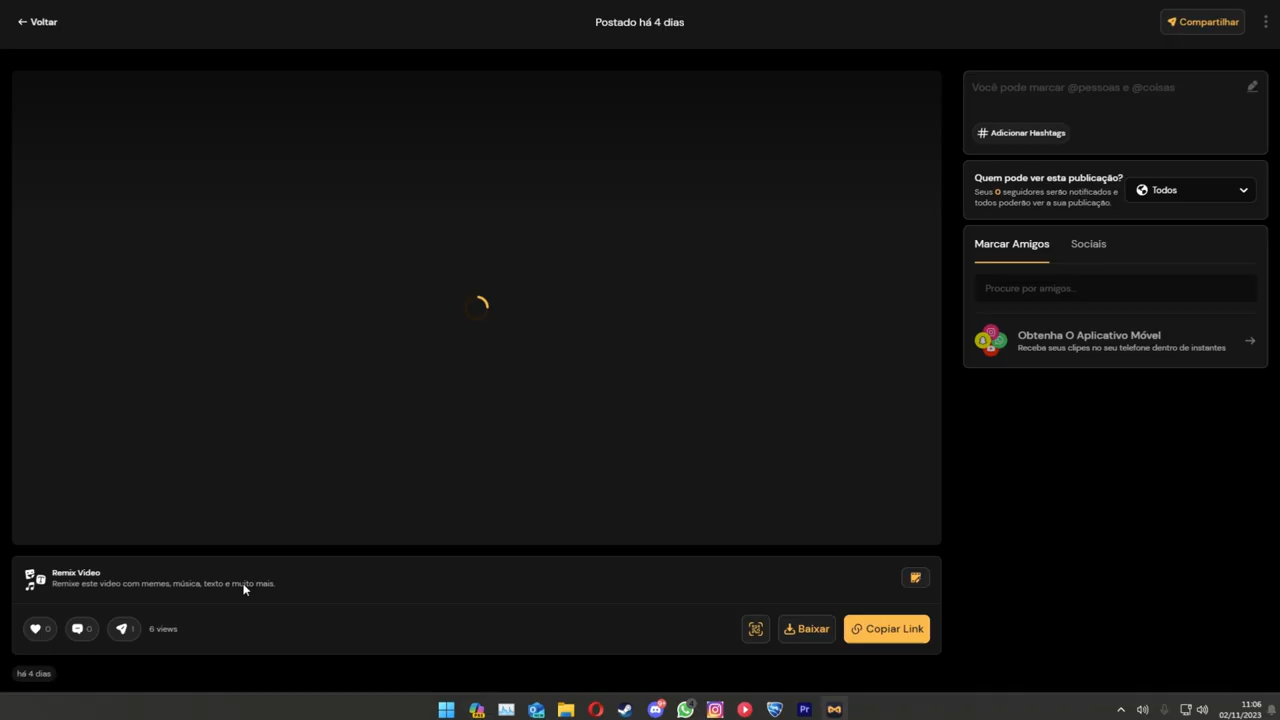 Voltar
Postado há 4 dias
Compartilhar
Você pode marcar @pessoas e @coisas
# Adicionar Hashtags
Quem pode ver esta publicação?
Seus 0 seguidores serão notificados e
todos poderão ver a sua publicação.
Todos
Marcar Amigos
Sociais
Procure por amigos...
Obtenha O Aplicativo Móvel
Receba seus clipes no seu telefone dentro de instantes
Remix Video
Remixe este video com memes, música, texto e muito mais.
0
0
1
6 views
Baixar
Copiar Link
há 4 dias
Pr
11:06
02/11/2023